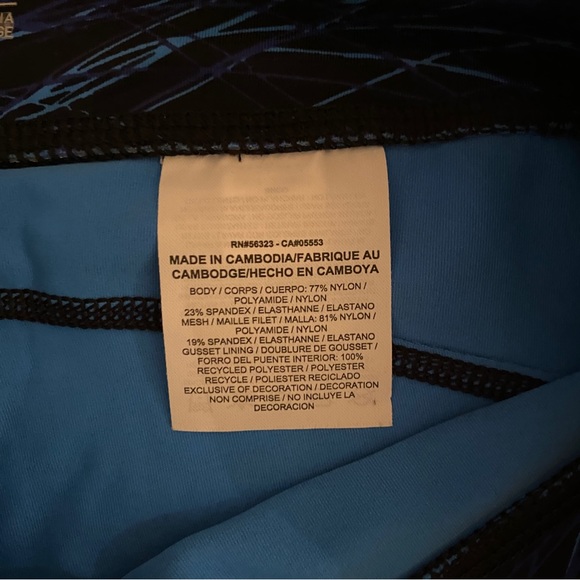 RN#56323 - CA#05553
MADE IN CAMBODIA/FABRIQUE AU
CAMBODGE/HECHO EN CAMBOYA
BODY / CORPS / CUERPO: 77% NYLON /
POLYAMIDE / NYLON
23% SPANDEX / ELASTHANNE / ELASTANO
MESH / MAILLE FILET / MALLA: 81% NYLON /
POLYAMIDE / NYLON
19% SPANDEX / ELASTHANNE / ELASTANO
GUSSET LINING / DOUBLURE DE GOUSSET /
FORRO DEL PUENTE INTERIOR: 100%
RECYCLED POLYESTER / POLYESTER
RECYCLE / POLIESTER RECICLADO
EXCLUSIVE OF DECORATION / DECORATION
NON COMPRISE / NO INCLUYE LA
DECORACION